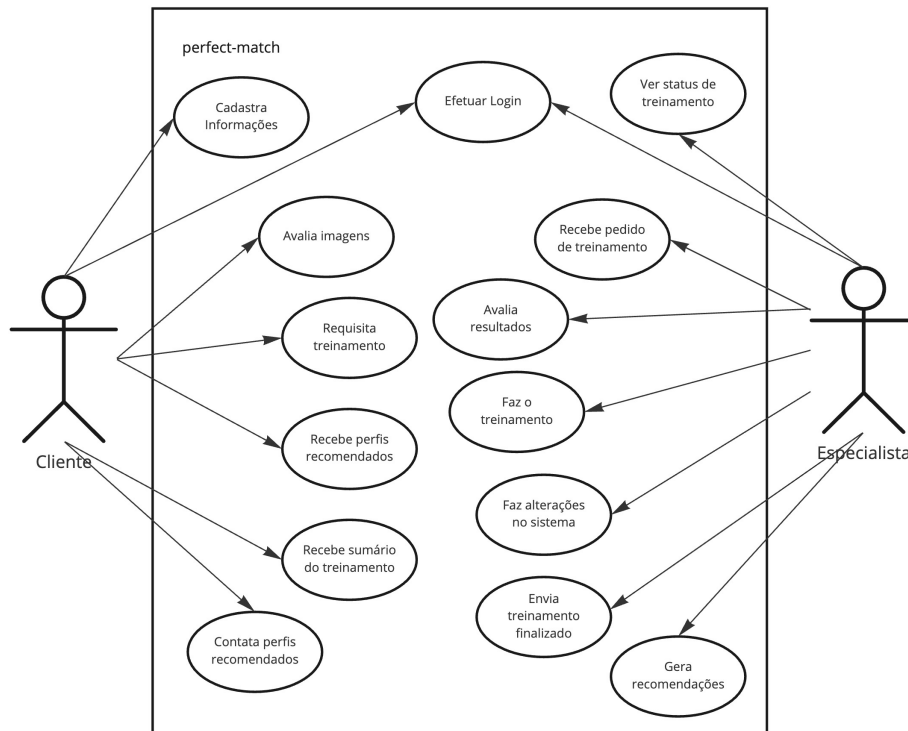 perfect-match
Cadastra
Informações
Efetuar Login
Ver status de
treinamento
Avalia imagens
Recebe pedido
de treinamento
Requisita
treinamento
Avalia
resultados
Faz o
treinamento
Recebe perfis
recomendados
Cliente
Especialista
Faz alterações
no sistema
Recebe sumário
do treinamento
Envia
treinamento
finalizado
Contata perfis
recomendados
Gera
recomendações